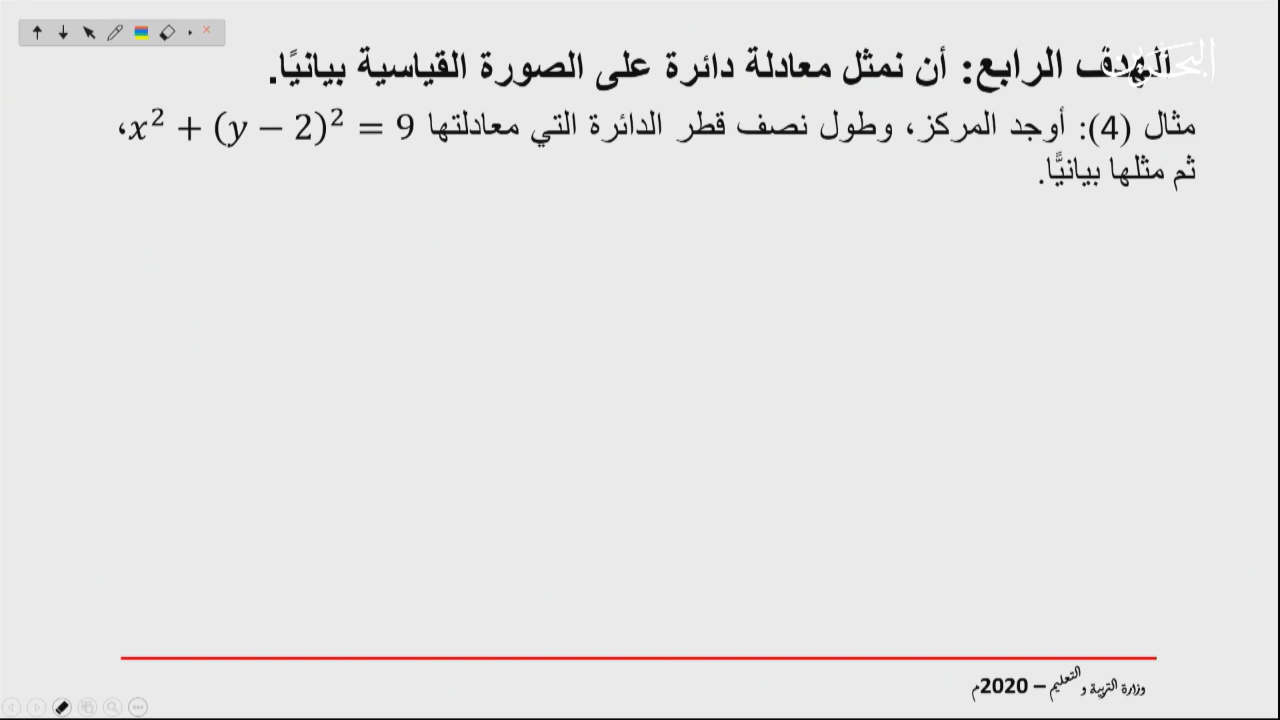 الهدف الرابع: أن نمثل معادلة دائرة على الصورة القياسية بيانيًا.
مثال (4): أوجد المركز، وطول نصف قطر الدائرة التي معادلتها x² + (y − 2)² = 9،
ثم مثلها بيانيًّا.
وزارة التربية و التعليم – 2020م